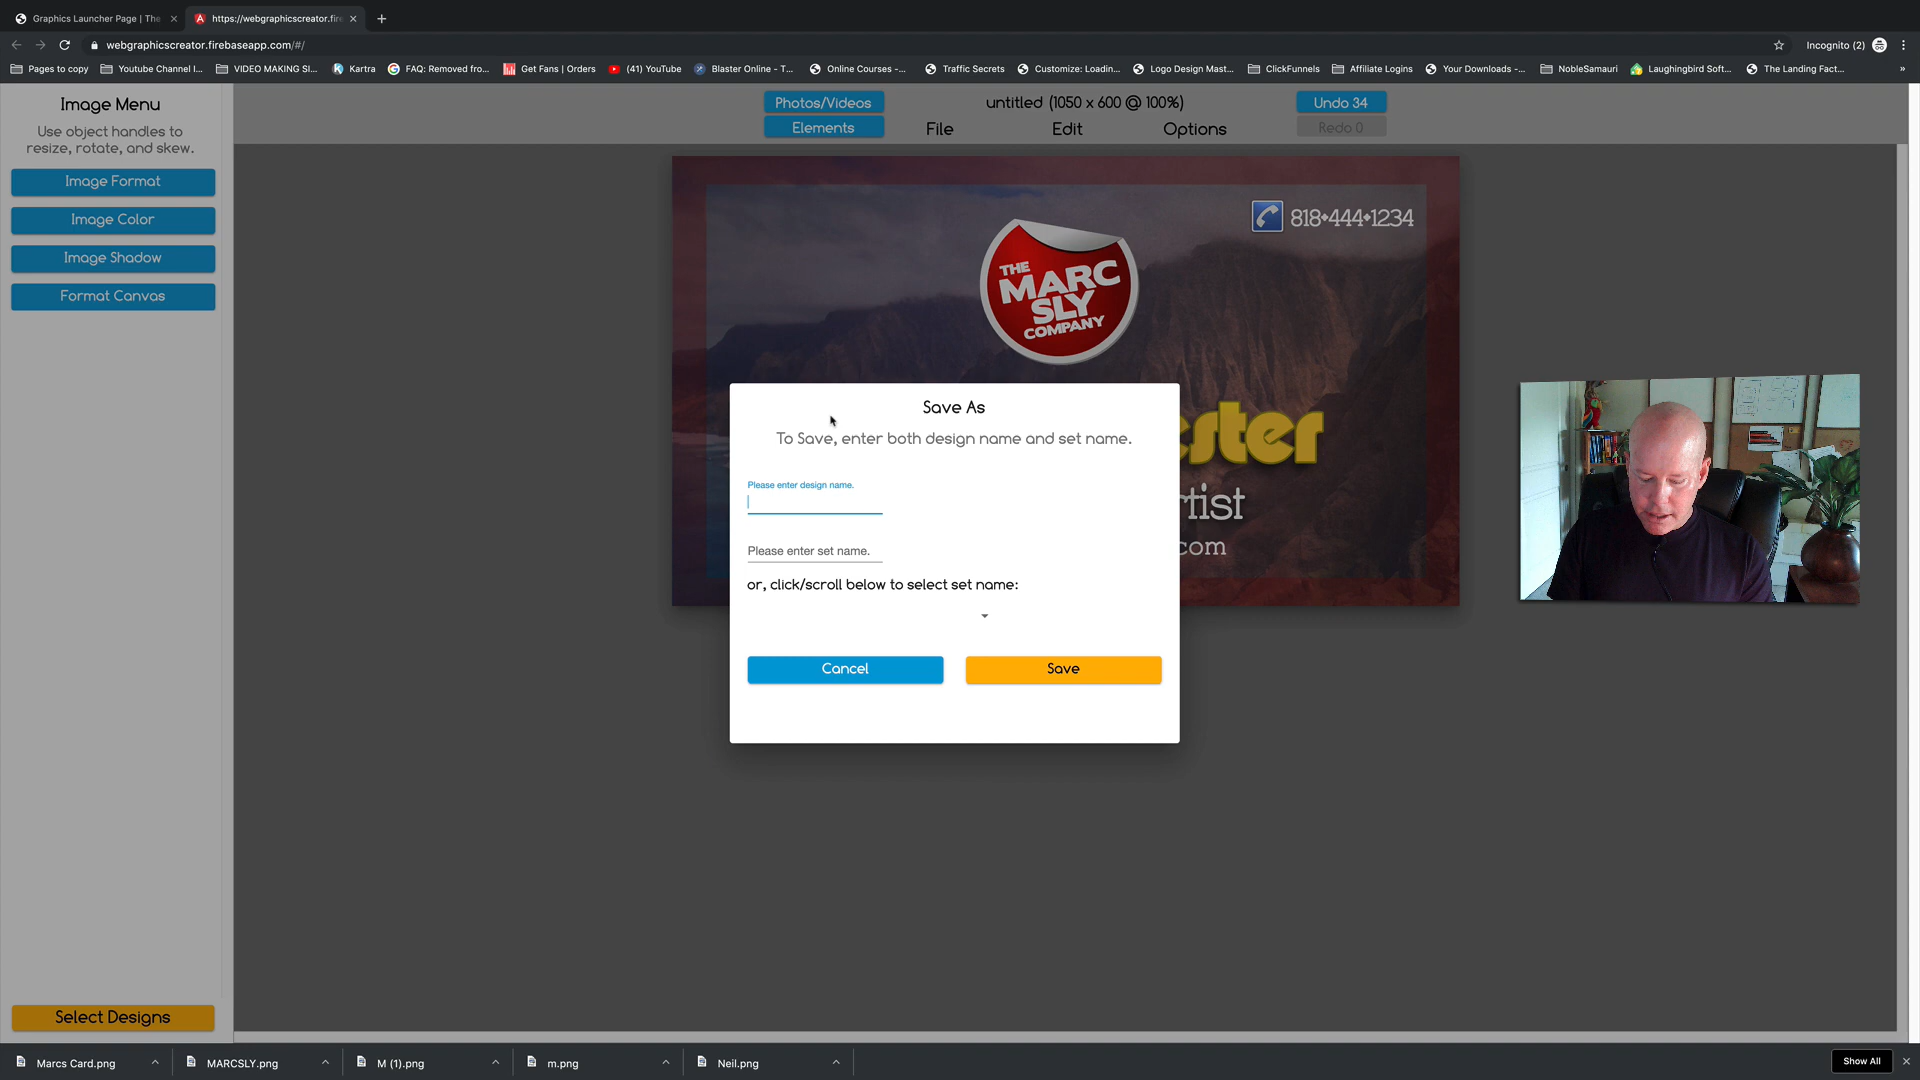 Graphics Launcher Page | The
https://webgraphicscreator.fire
webgraphicscreator.firebaseapp.com/#/
Incognito (2)
Pages to copy
Youtube Channel I...
VIDEO MAKING SI...
Kartra
FAQ: Removed fro...
Get Fans | Orders
(41) YouTube
Blaster Online - T...
Online Courses -...
Traffic Secrets
Customize: Loadin...
Logo Design Mast...
ClickFunnels
Affiliate Logins
Your Downloads -...
NobleSamauri
Laughingbird Soft...
The Landing Fact...
Image Menu
Use object handles to
resize, rotate, and skew.
Image Format
Image Color
Image Shadow
Format Canvas
Select Designs
Photos/Videos
Elements
untitled (1050 x 600 @ 100%)
File
Edit
Options
Undo 34
Redo 0
818•444•1234
THE
MARC
SLY
COMPANY
ester
rtist
com
Save As
To Save, enter both design name and set name.
Please enter design name.
Please enter set name.
or, click/scroll below to select set name:
Cancel
Save
Marcs Card.png
MARCSLY.png
M (1).png
m.png
Neil.png
Show All